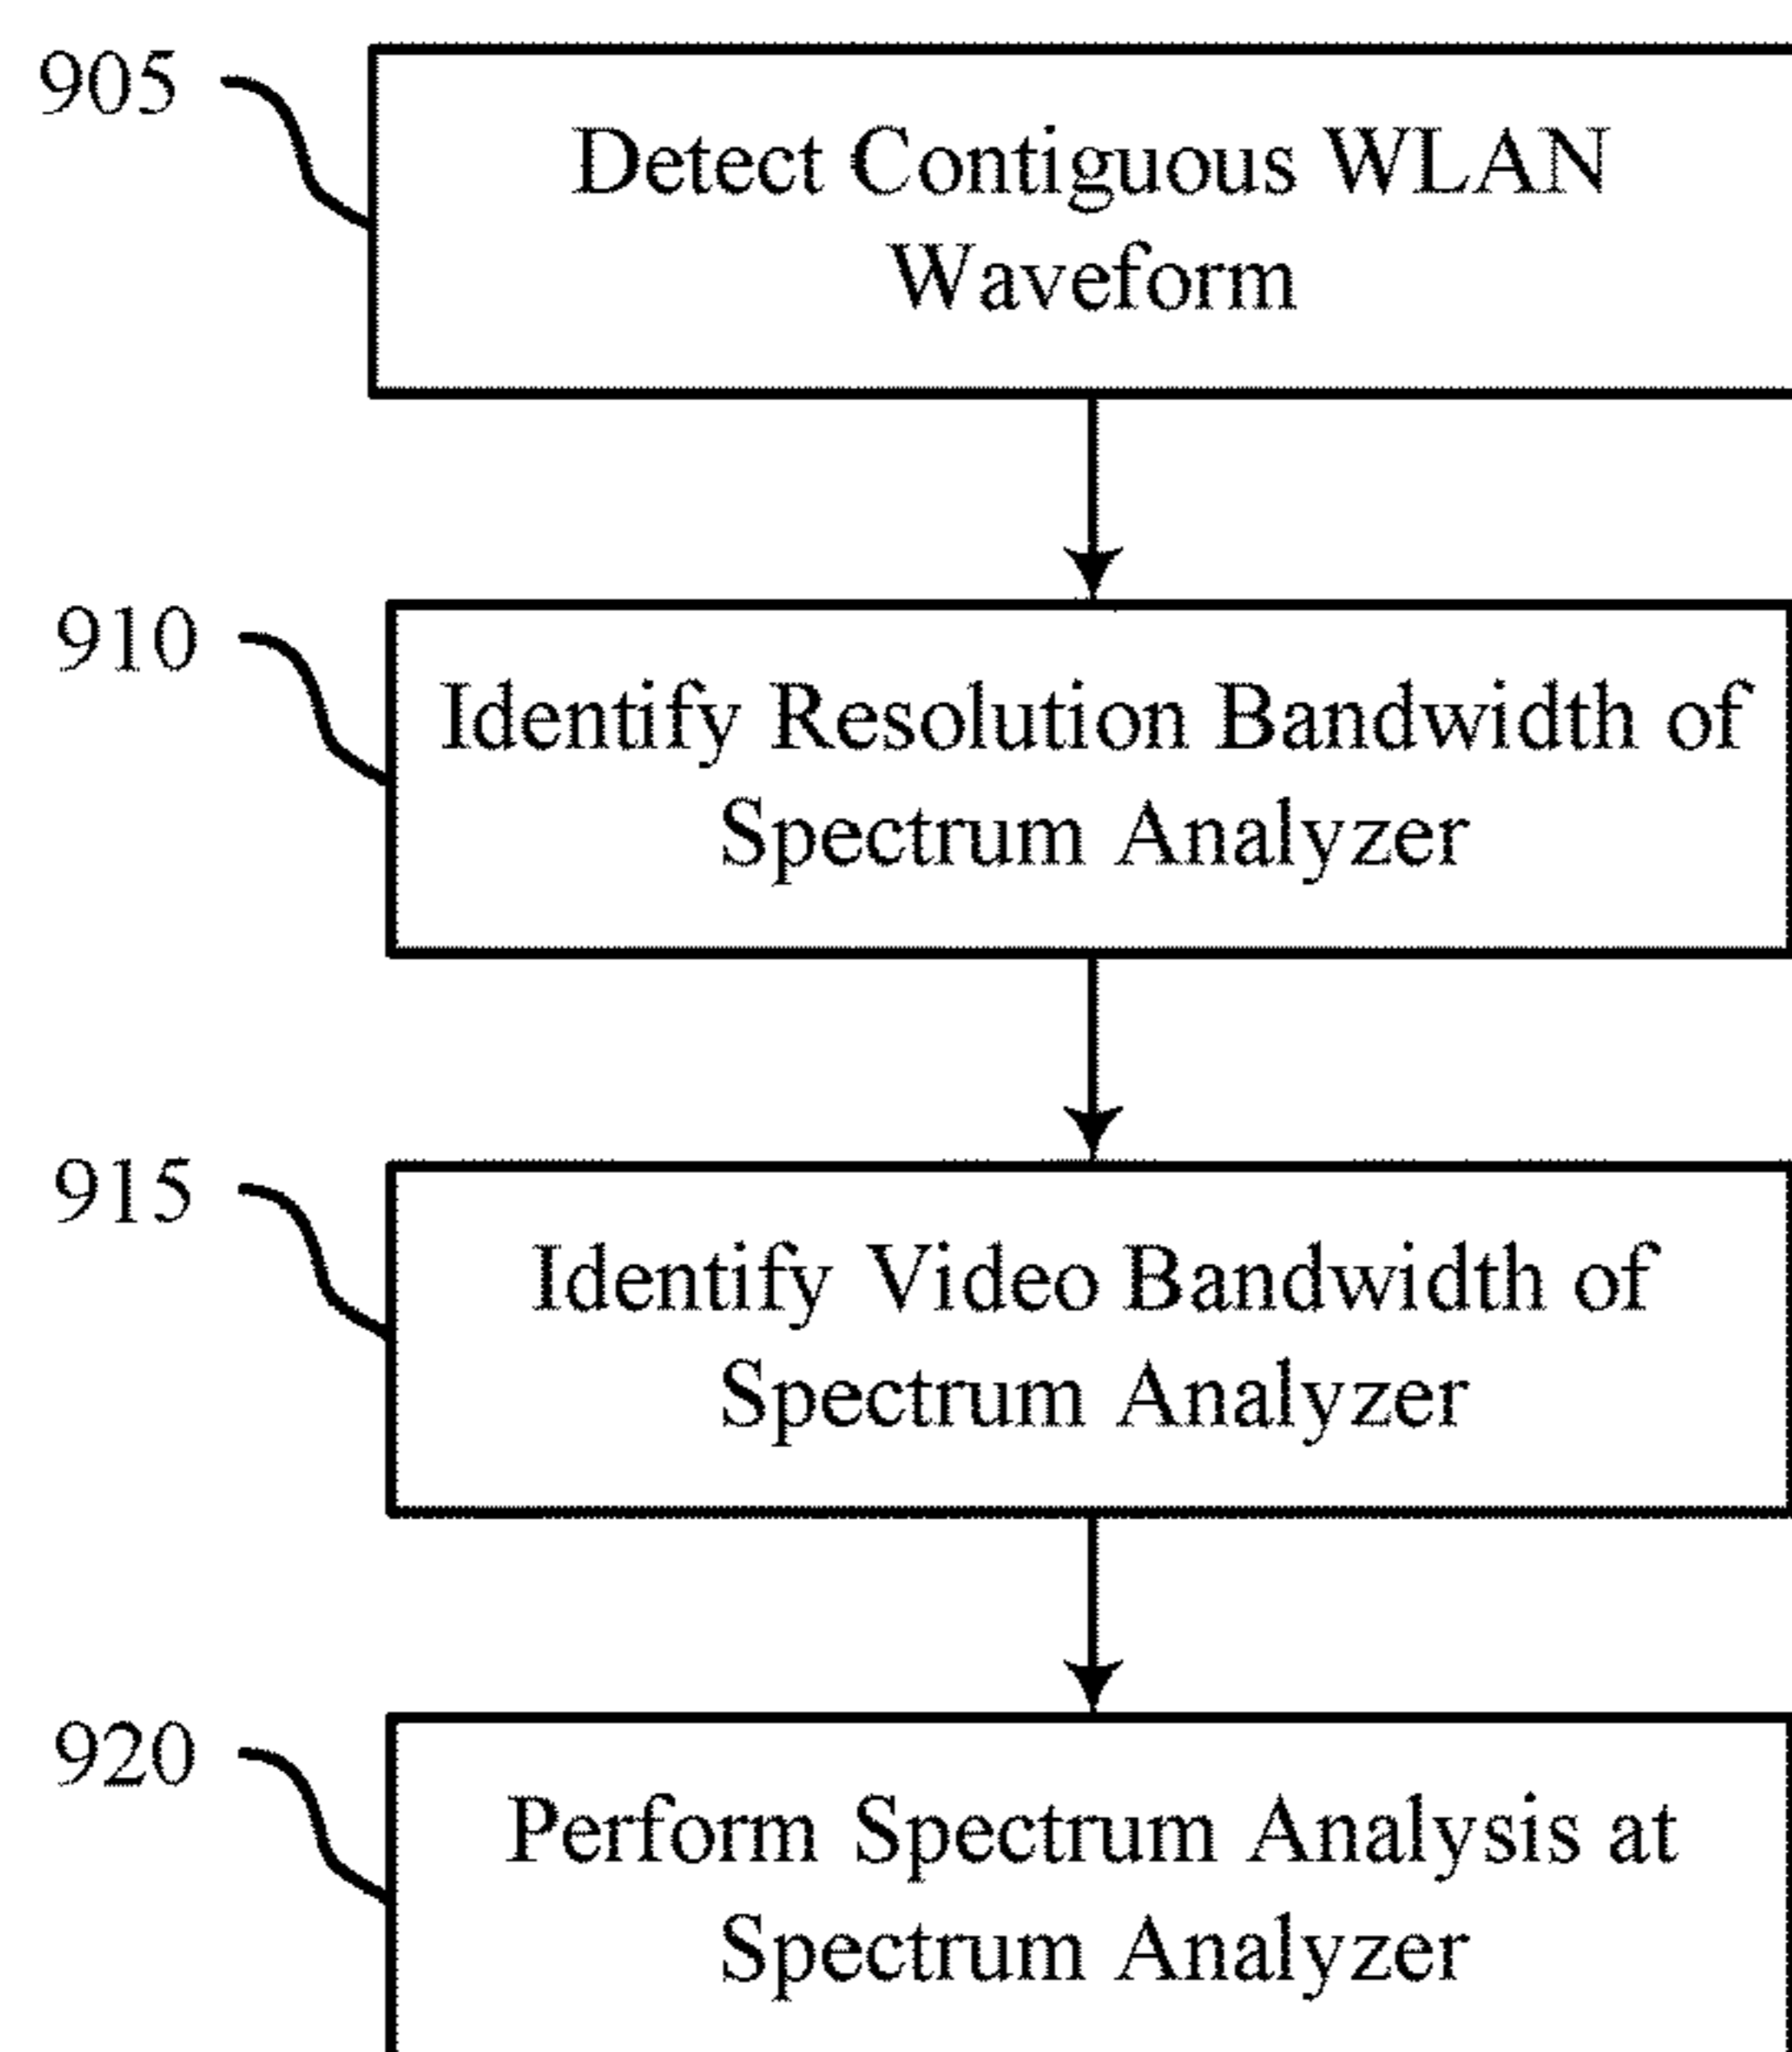 905
Detect Contiguous WLAN
Waveform
910
Identify Resolution Bandwidth of
Spectrum Analyzer
915
Identify Video Bandwidth of
Spectrum Analyzer
920
Perform Spectrum Analysis at
Spectrum Analyzer